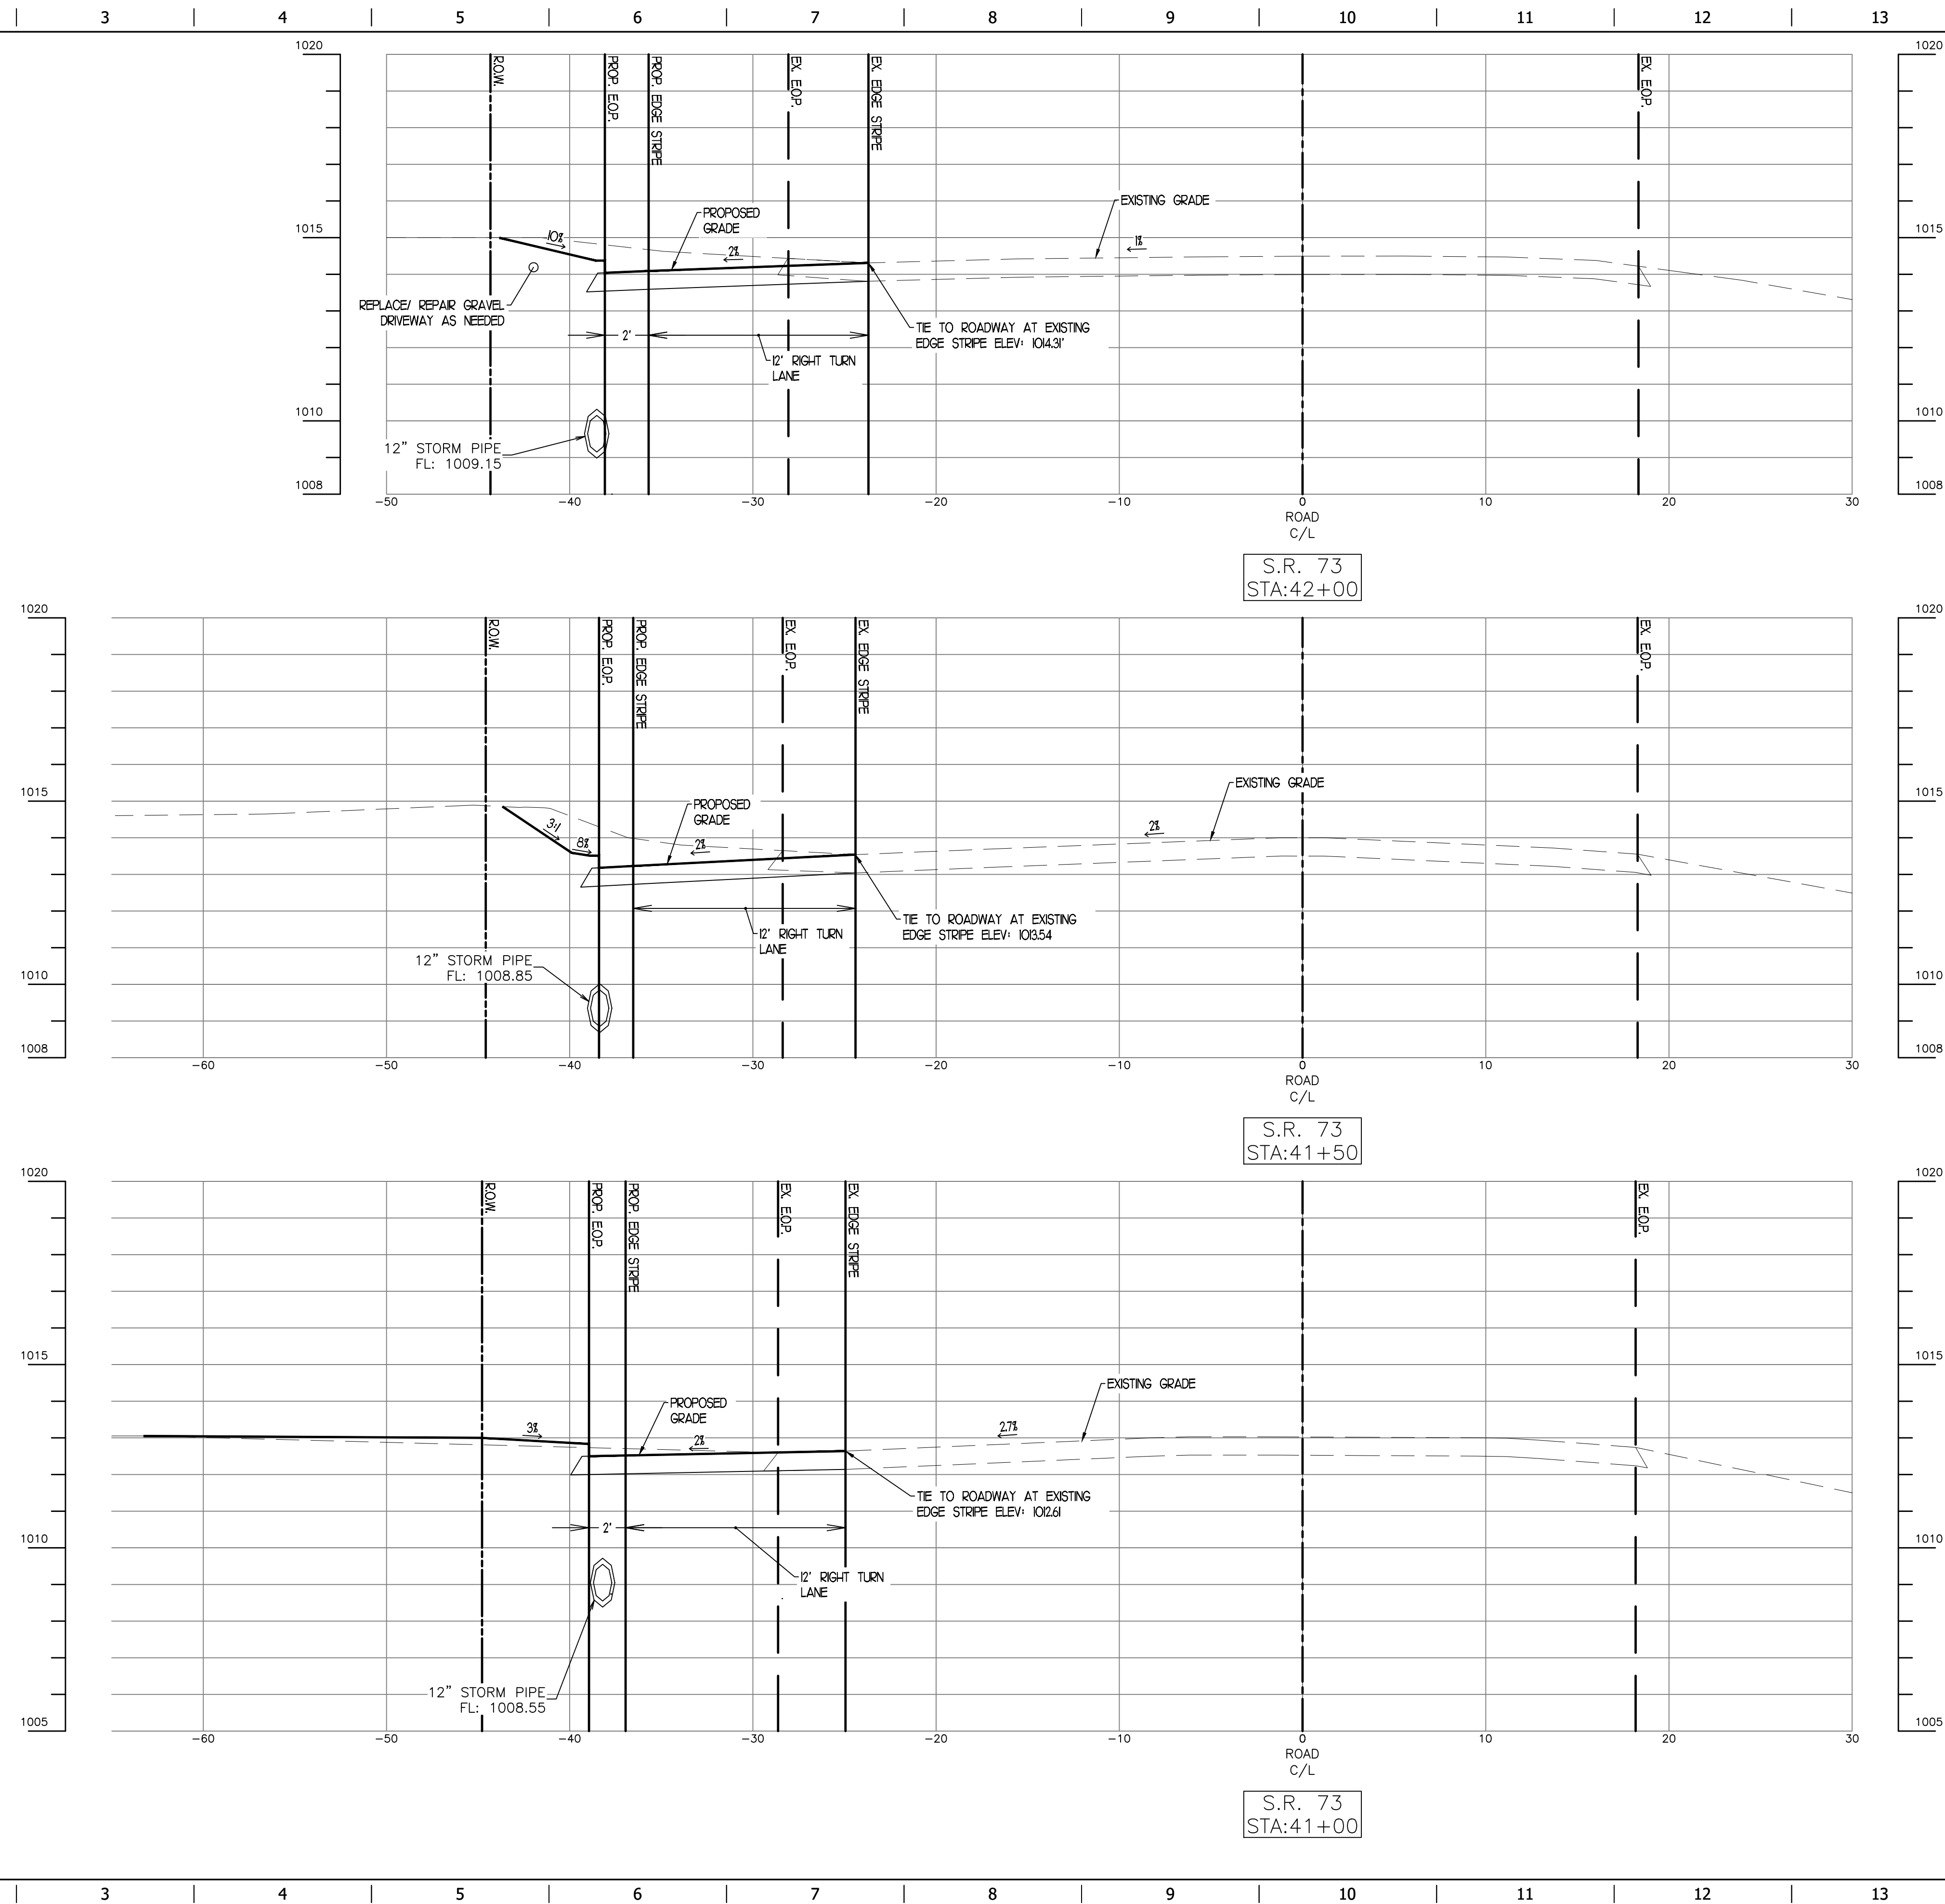 3 4 5 6 7 8 9 10 11 12 13
1020 1020
R.O.W.
PROP. E.O.P.
PROP. EDGE STRIPE
EX. E.O.P.
EX. EDGE STRIPE
EX. E.O.P.
EXISTING GRADE
PROPOSED
GRADE
1015 1015
10%
2%
1%
REPLACE/ REPAIR GRAVEL
DRIVEWAY AS NEEDED
2'
TIE TO ROADWAY AT EXISTING
EDGE STRIPE ELEV: 1014.31'
12' RIGHT TURN
LANE
1010 1010
12" STORM PIPE
FL: 1009.15
1008 1008
-50 -40 -30 -20 -10 0 10 20 30
ROAD
C/L
S.R. 73
STA:42+00
1020 1020
R.O.W.
PROP. E.O.P.
PROP. EDGE STRIPE
EX. E.O.P.
EX. EDGE STRIPE
EX. E.O.P.
EXISTING GRADE
1015 1015
PROPOSED
GRADE
3:1
8%
2%
2%
TIE TO ROADWAY AT EXISTING
EDGE STRIPE ELEV: 1013.54
12' RIGHT TURN
LANE
12" STORM PIPE
FL: 1008.85
1010 1010
1008 1008
-60 -50 -40 -30 -20 -10 0 10 20 30
ROAD
C/L
S.R. 73
STA:41+50
1020 1020
R.O.W.
PROP. E.O.P.
PROP. EDGE STRIPE
EX. E.O.P.
EX. EDGE STRIPE
EX. E.O.P.
1015 1015
EXISTING GRADE
PROPOSED
GRADE
3%
2%
2.7%
TIE TO ROADWAY AT EXISTING
EDGE STRIPE ELEV: 1012.61
2'
1010 1010
12' RIGHT TURN
LANE
12" STORM PIPE
FL: 1008.55
1005 1005
-60 -50 -40 -30 -20 -10 0 10 20 30
ROAD
C/L
S.R. 73
STA:41+00
3 4 5 6 7 8 9 10 11 12 13